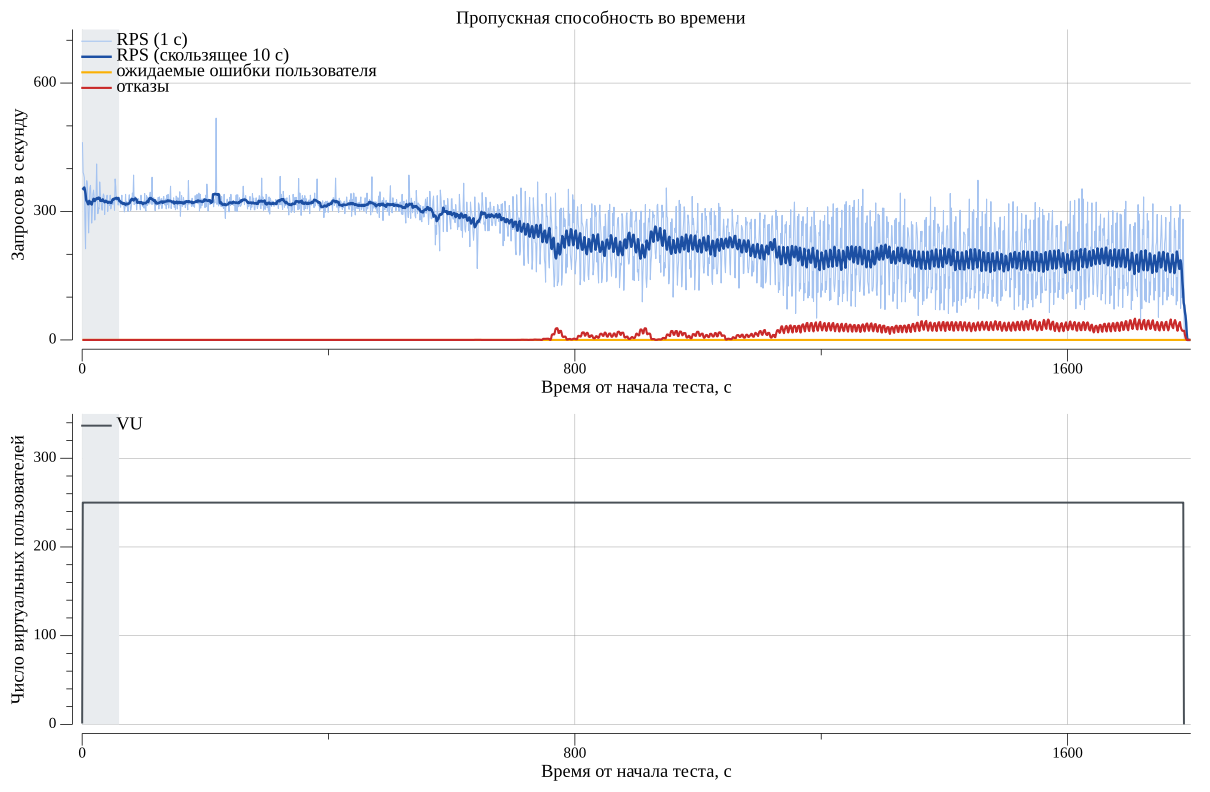 Пропускная способность во времени
RPS (1 с)
RPS (скользящее 10 с)
ожидаемые ошибки пользователя
отказы
Запросов в секунду
600
300
0
0
800
1600
Время от начала теста, с
VU
Число виртуальных пользователей
300
200
100
0
0
800
1600
Время от начала теста, с